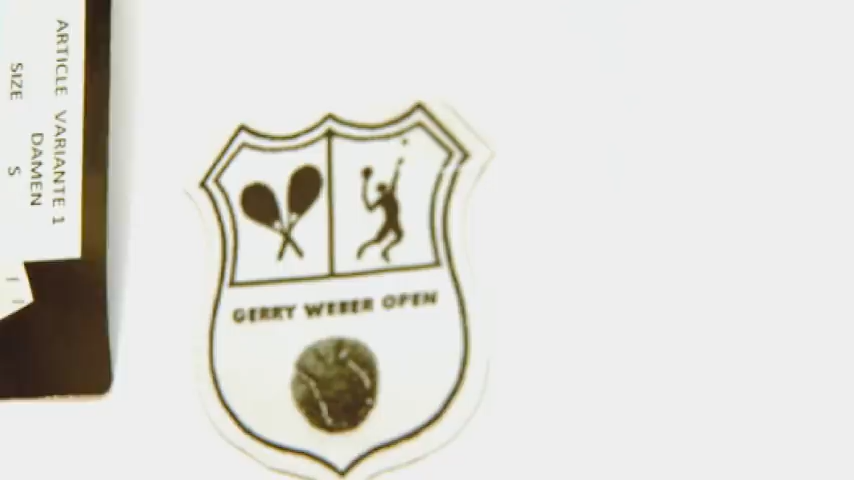 ARTICLE VARIANTE 1
DAMEN
SIZE S
GERRY WEBER OPEN